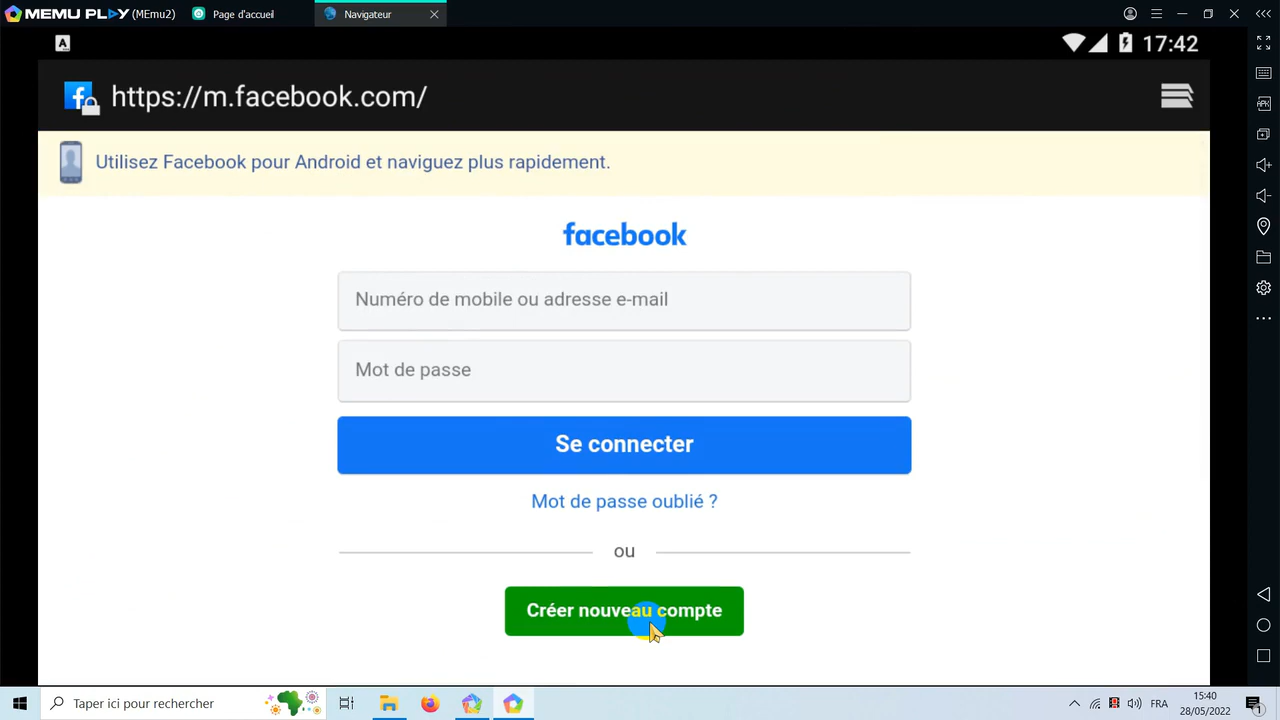 MEMU PLAY (MEmu2) Page d'accueil Navigateur
A 17:42
https://m.facebook.com/
Utilisez Facebook pour Android et naviguez plus rapidement.
facebook
Numéro de mobile ou adresse e-mail
Mot de passe
Se connecter
Mot de passe oublié ?
ou
Créer nouveau compte
Taper ici pour rechercher
FR
15:40
28/05/2022
1